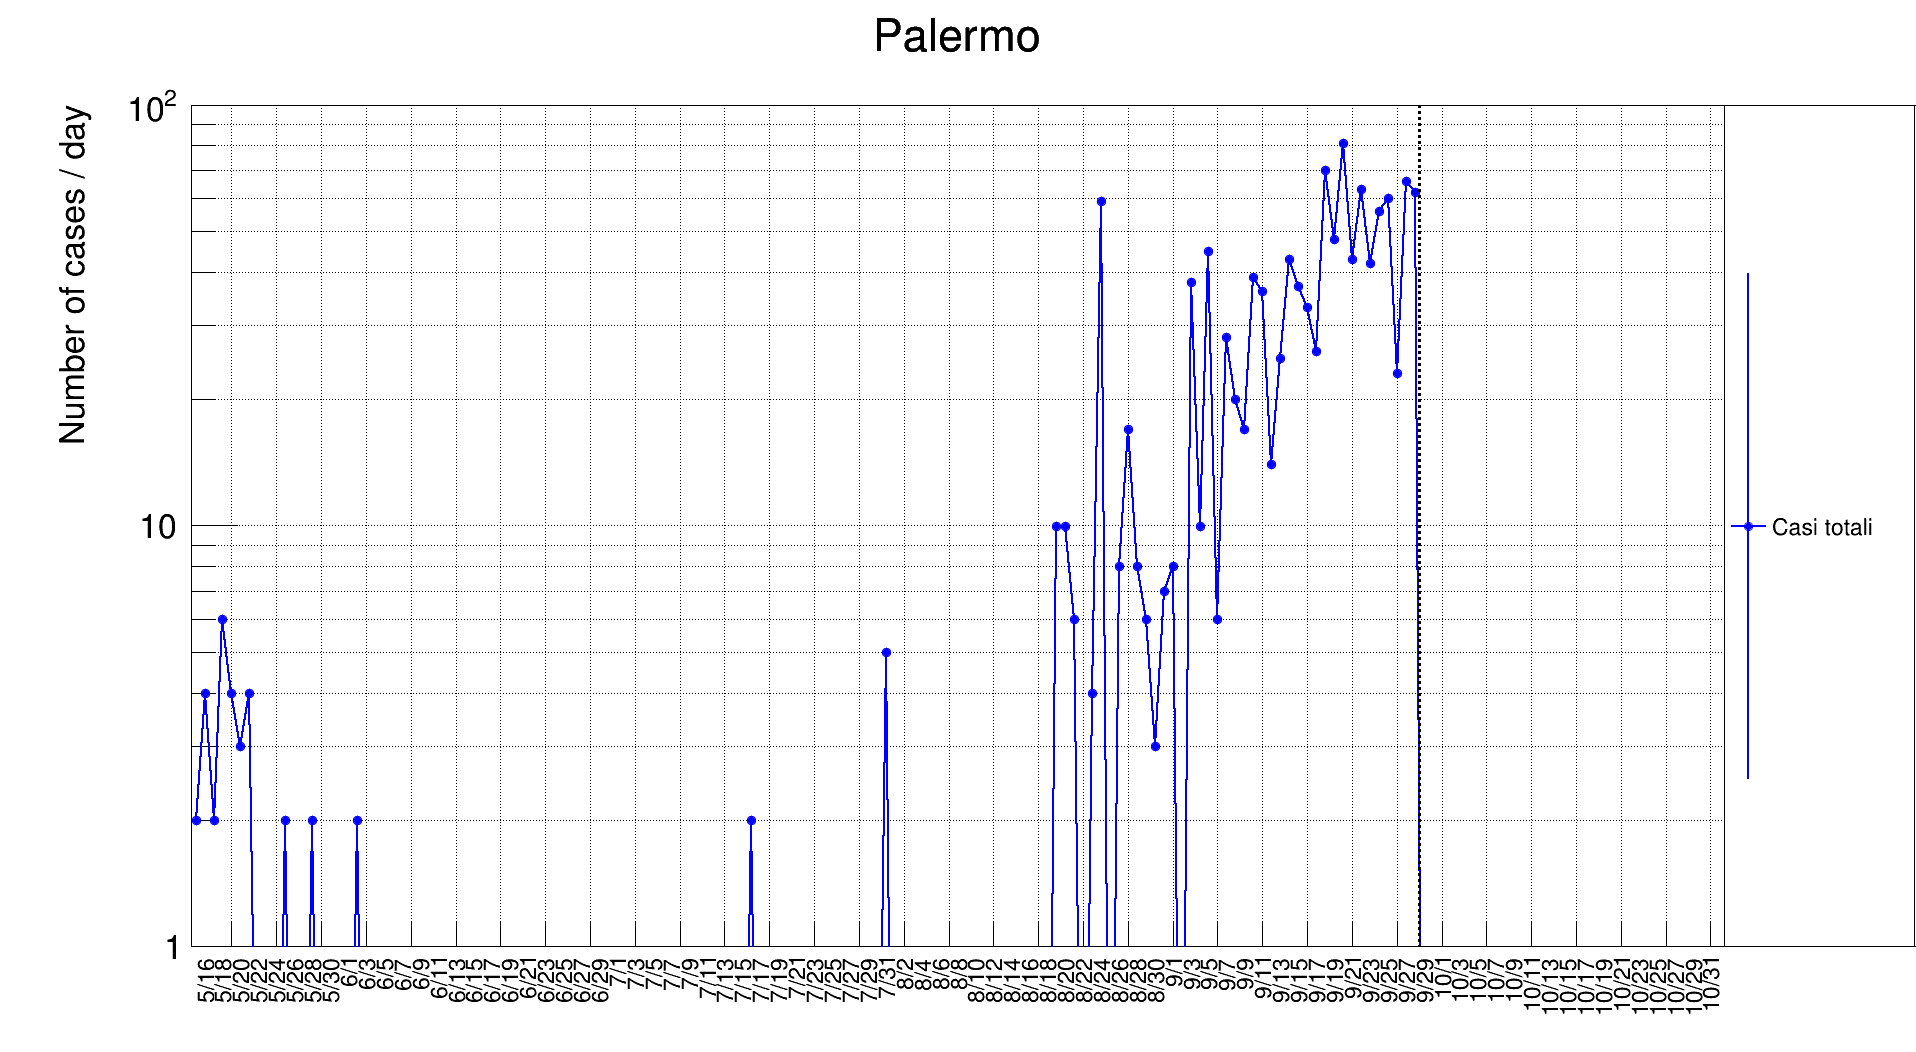 Palermo
Number of cases / day
10²
10
1
5/16 5/18 5/20 5/22 5/24 5/26 5/28 5/30 6/1 6/3 6/5 6/7 6/9 6/11 6/13 6/15 6/17 6/19 6/21 6/23 6/25 6/27 6/29 7/1 7/3 7/5 7/7 7/9 7/11 7/13 7/15 7/17 7/19 7/21 7/23 7/25 7/27 7/29 7/31 8/2 8/4 8/6 8/8 8/10 8/12 8/14 8/16 8/18 8/20 8/22 8/24 8/26 8/28 8/30 9/1 9/3 9/5 9/7 9/9 9/11 9/13 9/15 9/17 9/19 9/21 9/23 9/25 9/27 9/29 10/1 10/3 10/5 10/7 10/9 10/11 10/13 10/15 10/17 10/19 10/21 10/23 10/25 10/27 10/29 10/31
Casi totali